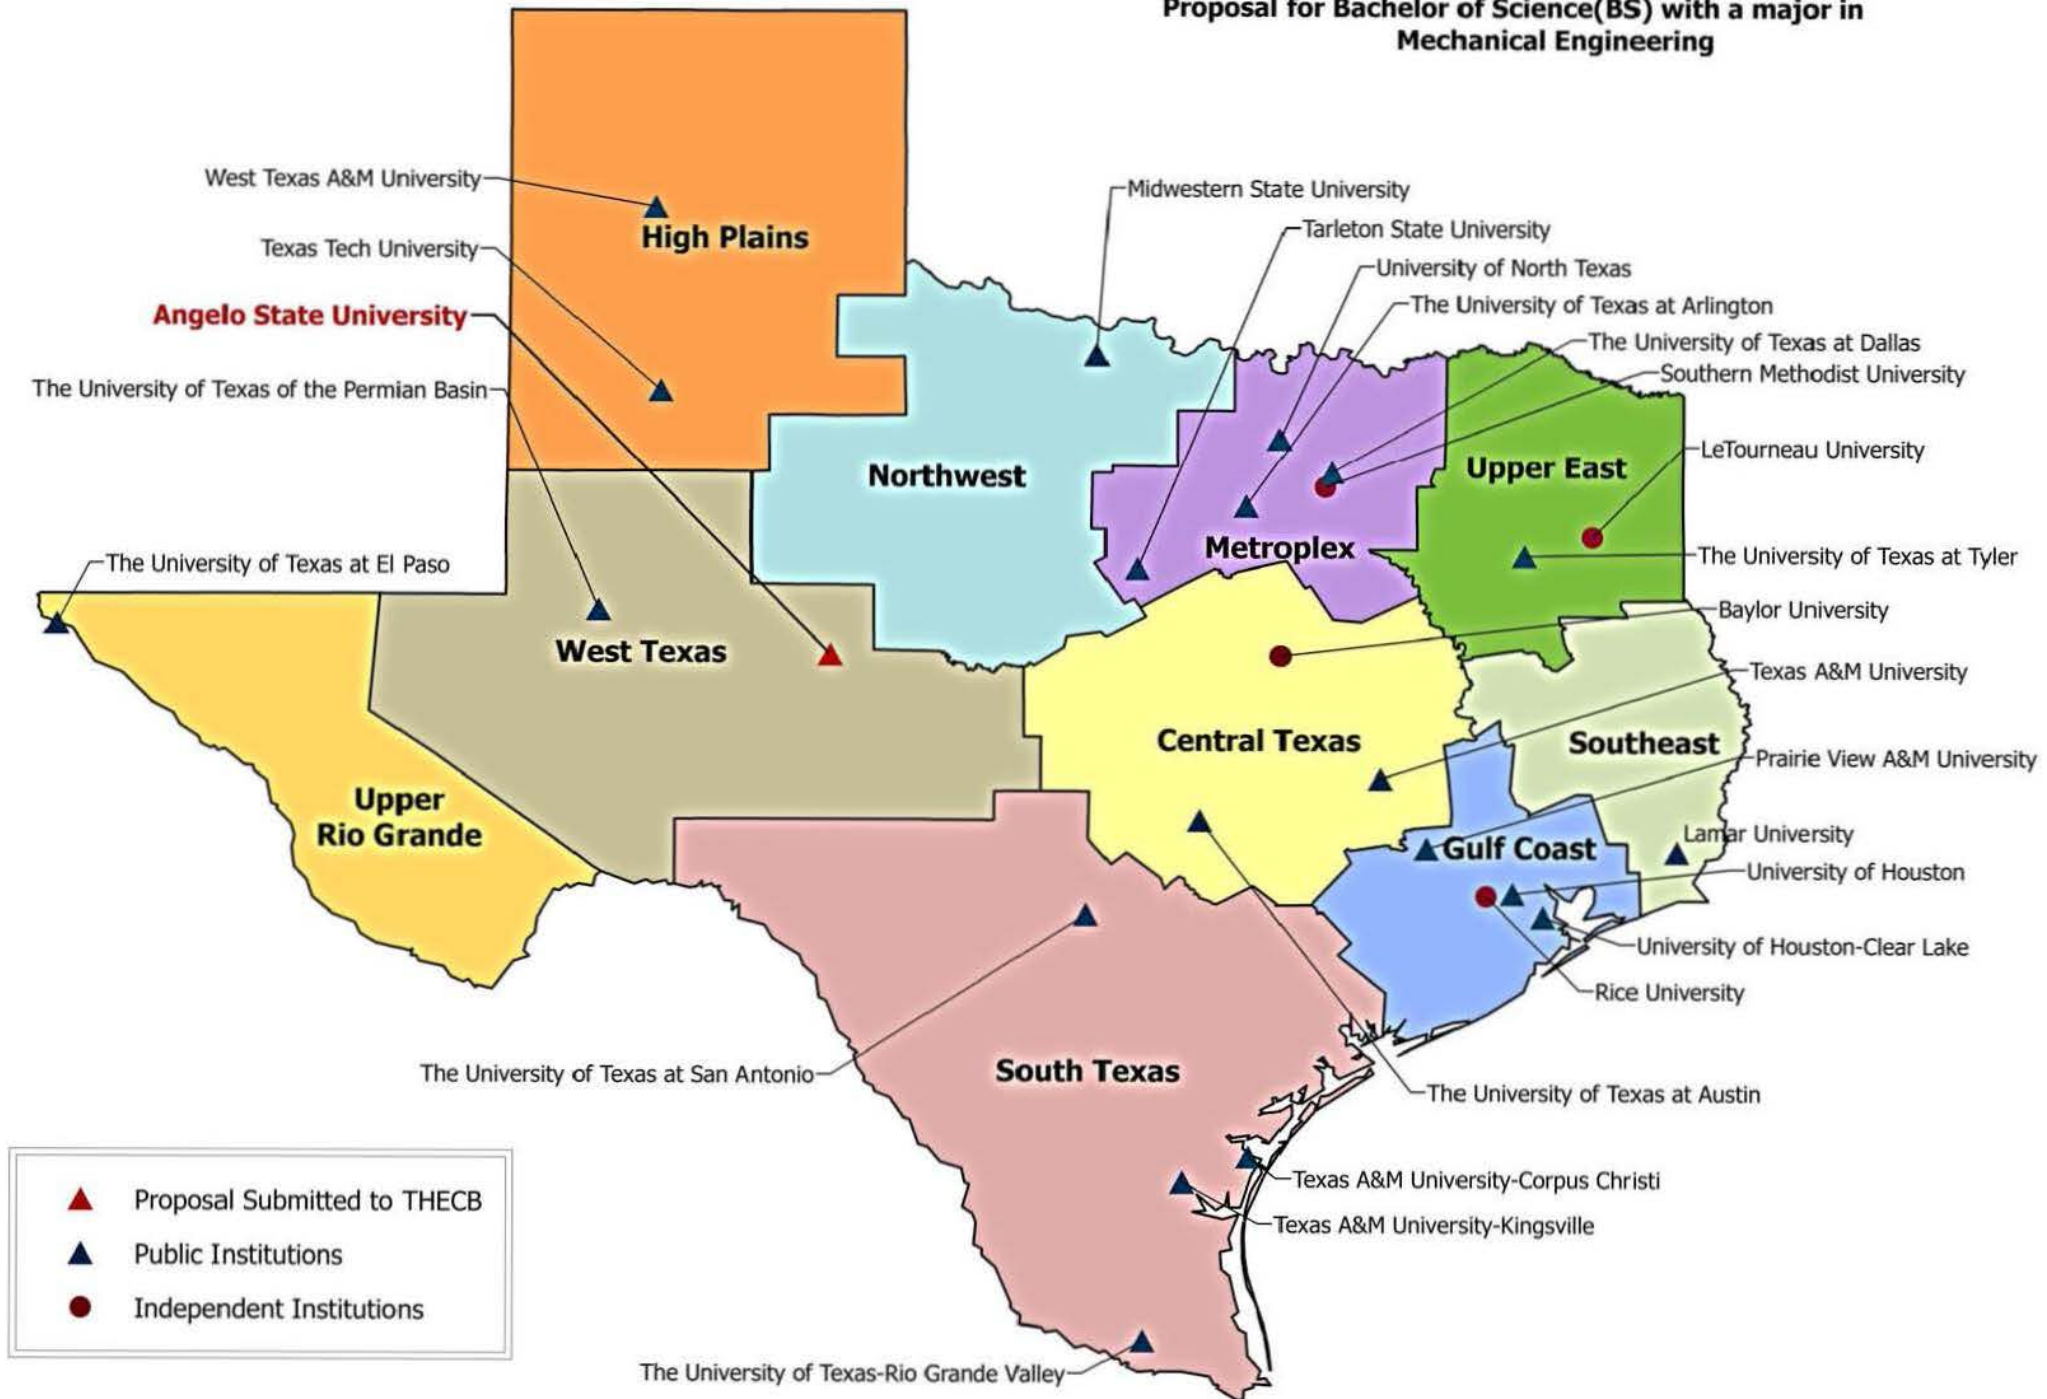 Proposal for Bachelor of Science(BS) with a major in
Mechanical Engineering
West Texas A&M University
High Plains
Texas Tech University
Angelo State University
The University of Texas of the Permian Basin
Midwestern State University
Tarleton State University
University of North Texas
The University of Texas at Arlington
The University of Texas at Dallas
Southern Methodist University
LeTourneau University
Northwest
Upper East
Metroplex
The University of Texas at El Paso
The University of Texas at Tyler
Baylor University
West Texas
Texas A&M University
Central Texas
Southeast
Prairie View A&M University
Upper
Rio Grande
Lamar University
Gulf Coast
University of Houston
University of Houston-Clear Lake
Rice University
The University of Texas at San Antonio
South Texas
The University of Texas at Austin
Texas A&M University-Corpus Christi
Texas A&M University-Kingsville
Proposal Submitted to THECB
Public Institutions
Independent Institutions
The University of Texas-Rio Grande Valley